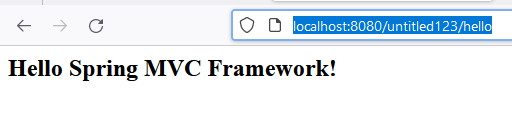 localhost:8080/untitled123/hello
Hello Spring MVC Framework!